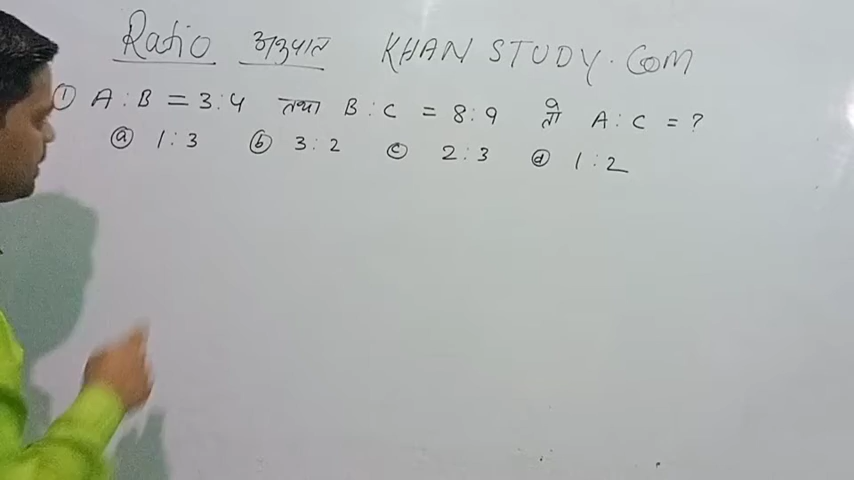 Ratio अनुपात KHAN STUDY.COM
① A : B = 3 : 4 तथा B : C = 8 : 9 तो A : C = ?
ⓐ 1 : 3 ⓑ 3 : 2 ⓒ 2 : 3 ⓓ 1 : 2